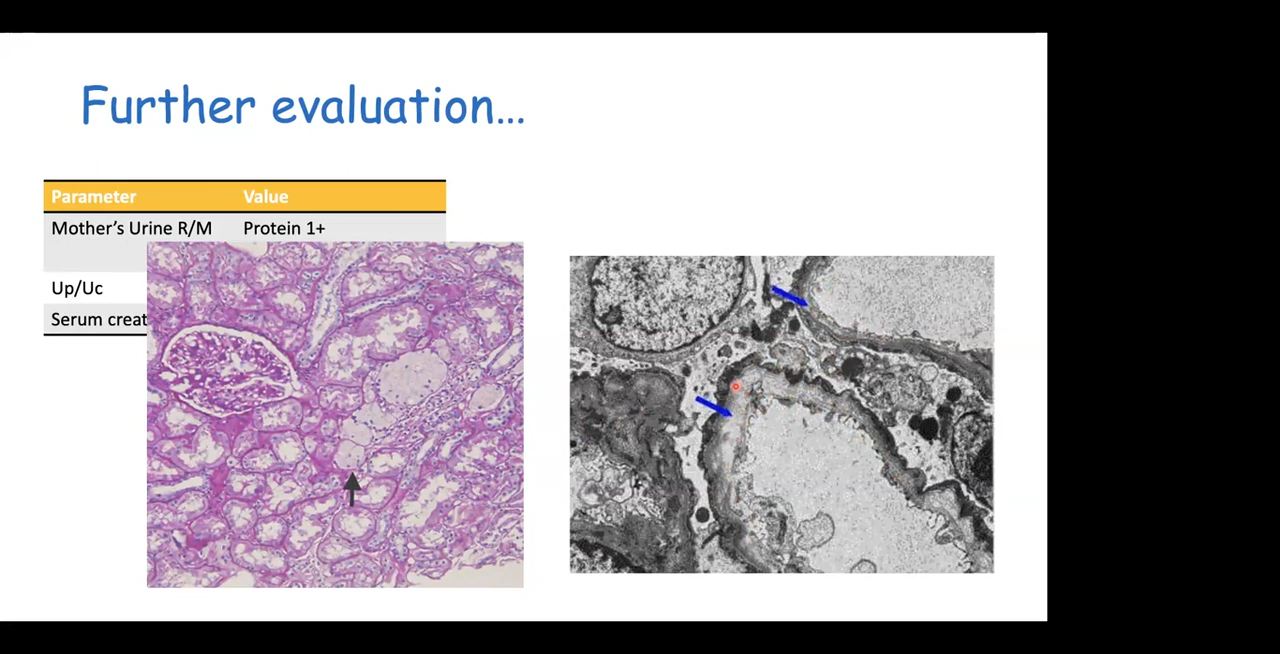 Further evaluation...
Parameter Value
Mother's Urine R/M Protein 1+
Up/Uc
Serum creat